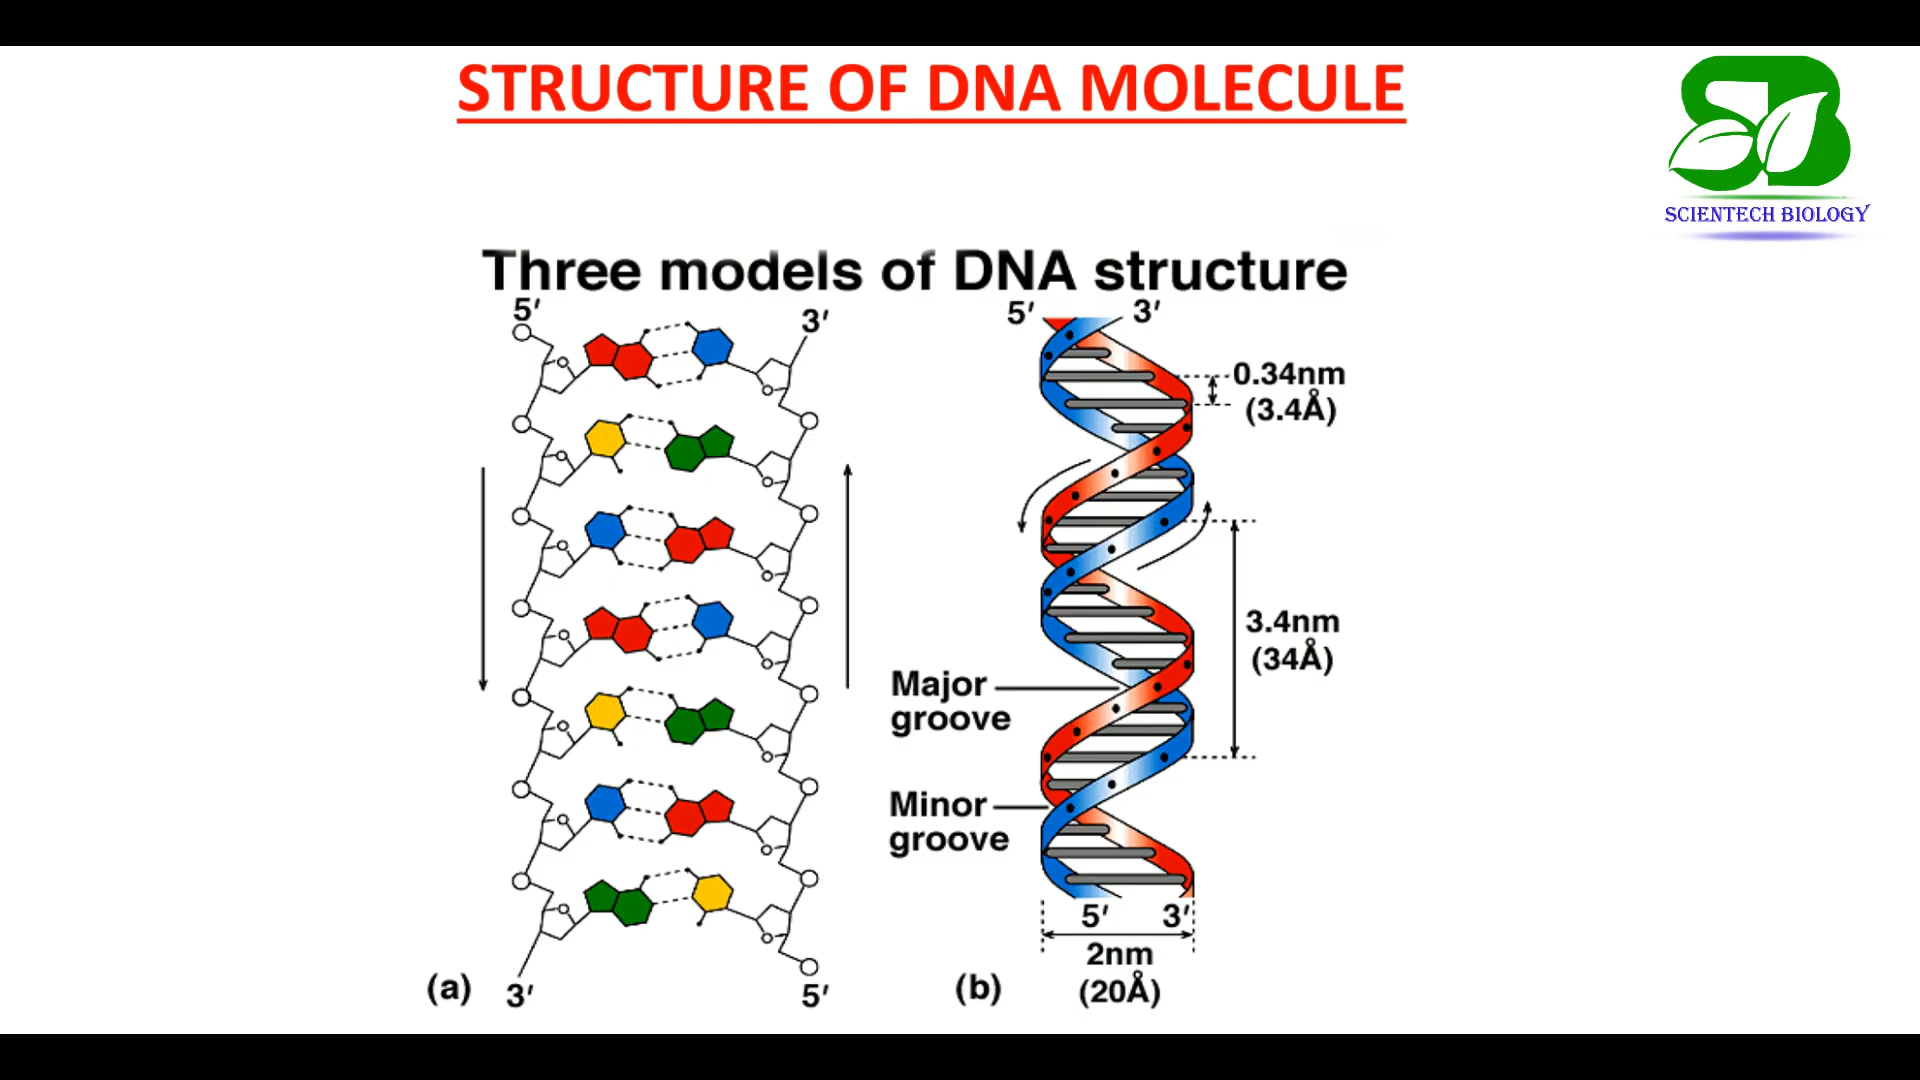 STRUCTURE OF DNA MOLECULE
SCIENTECH BIOLOGY
Three models of DNA structure
5′
3′
3′
5′
(a)
5′
3′
0.34nm
(3.4Å)
3.4nm
(34Å)
Major
groove
Minor
groove
5′
3′
2nm
(20Å)
(b)